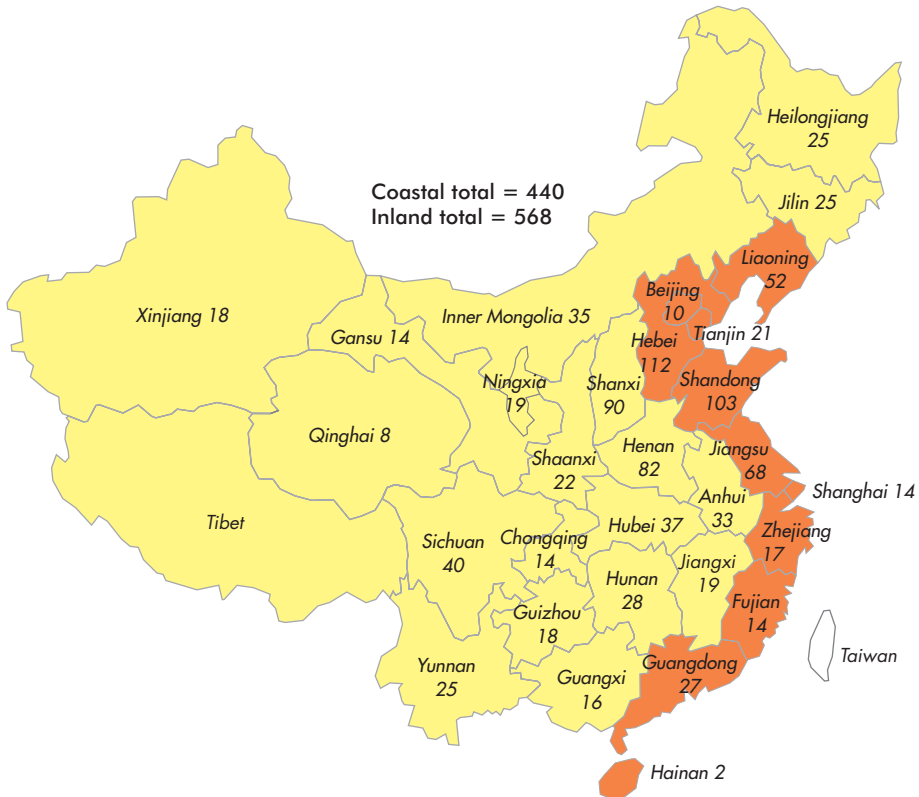 Heilongjiang
25
Coastal total = 440
Inland total = 568
Jilin 25
Liaoning
52
Beijing
10
Xinjiang 18
Inner Mongolia 35
Gansu 14
Tianjin 21
Hebei
112
Ningxia
19
Shanxi
90
Shandong
103
Qinghai 8
Henan
82
Jiangsu
68
Shaanxi
22
Shanghai 14
Anhui
33
Tibet
Hubei 37
Zhejiang
17
Sichuan
40
Chongqing
14
Jiangxi
19
Hunan
28
Fujian
14
Guizhou
18
Taiwan
Yunnan
25
Guangxi
16
Guangdong
27
Hainan 2